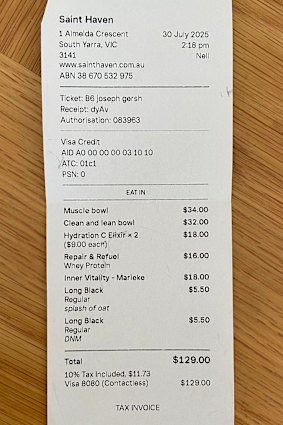 Saint Haven
1 Almeida Crescent 30 July 2025
South Yarra, VIC 2:18 pm
3141 Nell
www.sainthaven.com.au
ABN 38 670 532 975
Ticket: B6 joseph gersh
Receipt: dyAv
Authorisation: 083963
Visa Credit
AID A0 00 00 00 03 10 10
ATC: 01c1
PSN: 0
EAT IN
Muscle bowl $34.00
Clean and lean bowl $32.00
Hydration C Elixir × 2 $18.00
($9.00 each)
Repair & Refuel $16.00
Whey Protein
Inner Vitality - Marieke $18.00
Long Black $5.50
Regular
splash of oat
Long Black $5.50
Regular
DNM
Total $129.00
10% Tax Included, $11.73
Visa 8080 (Contactless) $129.00
TAX INVOICE